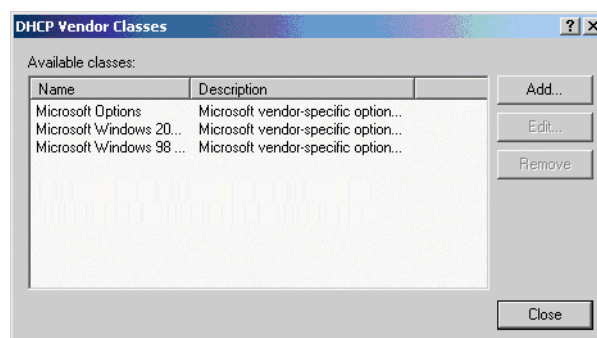 DHCP Vendor Classes
Available classes:
Name Description
Microsoft Options Microsoft vendor-specific option...
Microsoft Windows 20... Microsoft vendor-specific option...
Microsoft Windows 98 ... Microsoft vendor-specific option...
Add...
Edit...
Remove
Close